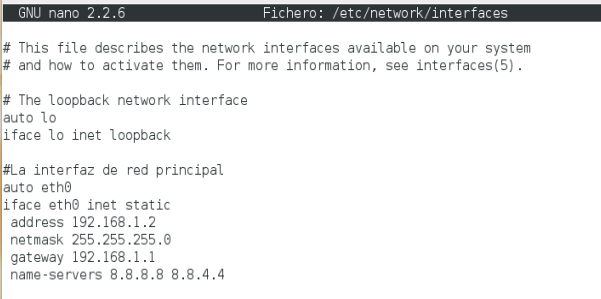 GNU nano 2.2.6 Fichero: /etc/network/interfaces
# This file describes the network interfaces available on your system
# and how to activate them. For more information, see interfaces(5).
# The loopback network interface
auto lo
iface lo inet loopback
#La interfaz de red principal
auto eth0
iface eth0 inet static
address 192.168.1.2
netmask 255.255.255.0
gateway 192.168.1.1
name-servers 8.8.8.8 8.8.4.4